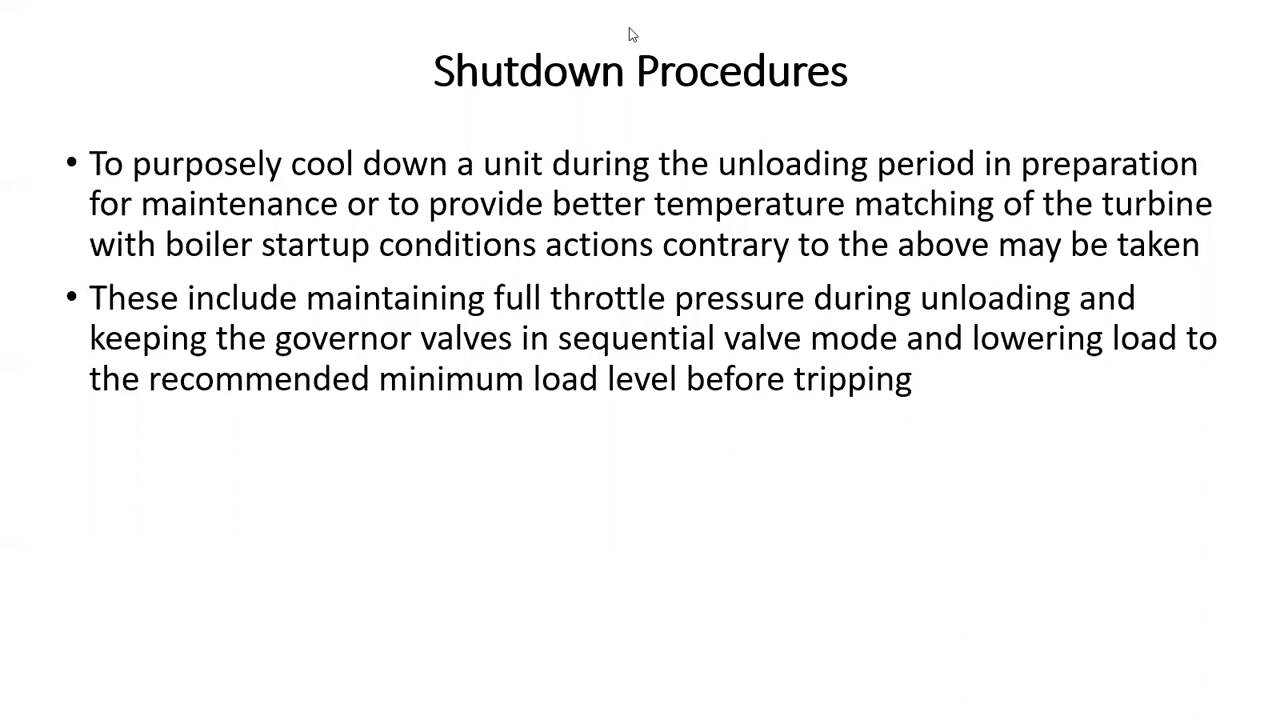 Shutdown Procedures
• To purposely cool down a unit during the unloading period in preparation
for maintenance or to provide better temperature matching of the turbine
with boiler startup conditions actions contrary to the above may be taken
• These include maintaining full throttle pressure during unloading and
keeping the governor valves in sequential valve mode and lowering load to
the recommended minimum load level before tripping